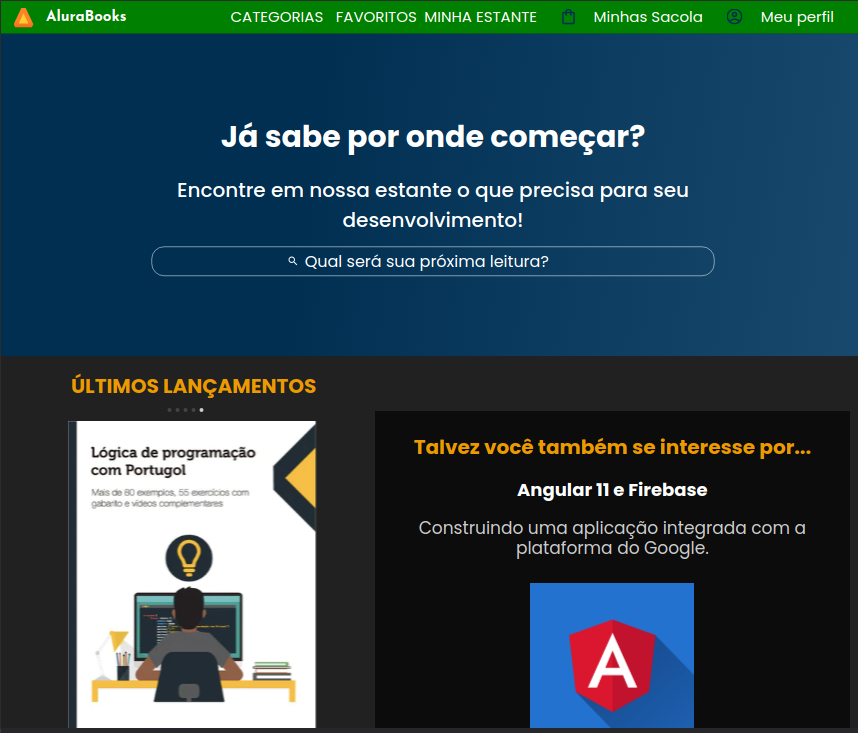 AluraBooks
CATEGORIAS FAVORITOS MINHA ESTANTE Minhas Sacola Meu perfil
Já sabe por onde começar?
Encontre em nossa estante o que precisa para seu
desenvolvimento!
Qual será sua próxima leitura?
ÚLTIMOS LANÇAMENTOS
Lógica de programação
com Portugol
Mais de 80 exemplos, 55 exercícios com
gabarito e vídeos complementares
Talvez você também se interesse por...
Angular 11 e Firebase
Construindo uma aplicação integrada com a
plataforma do Google.
A